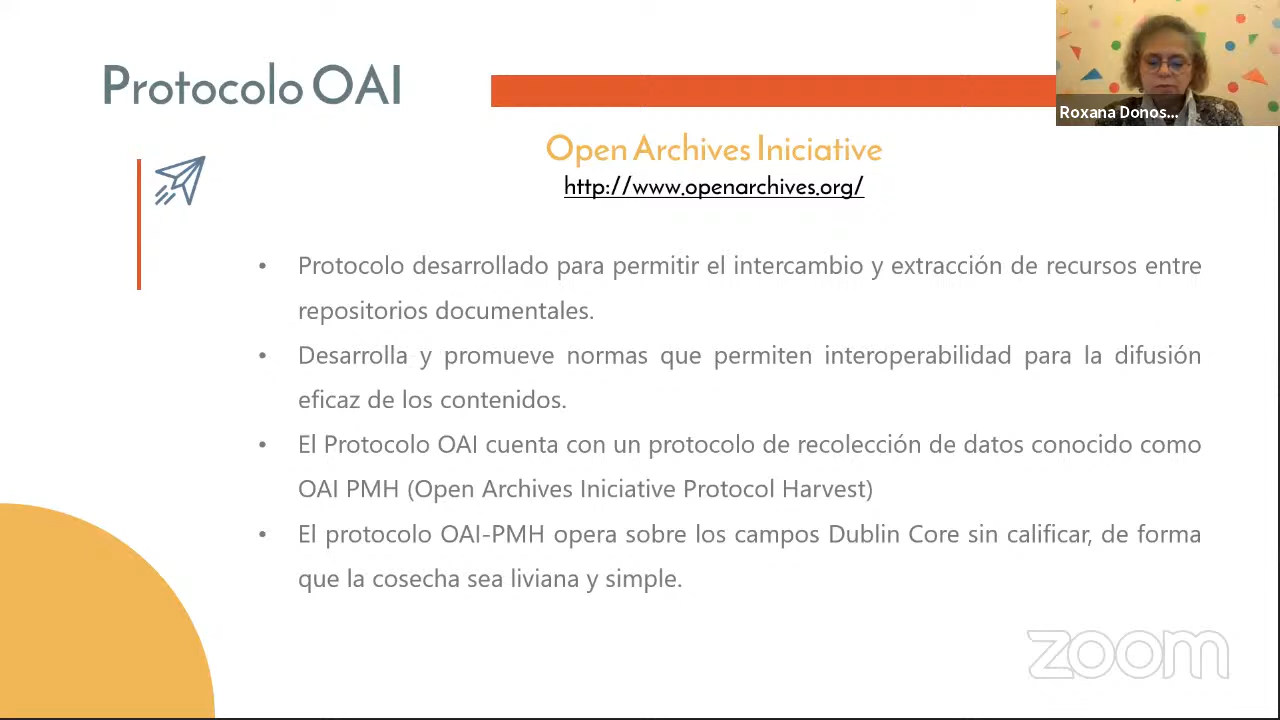 Protocolo OAI
Roxana Donos...
Open Archives Iniciative
http://www.openarchives.org/
• Protocolo desarrollado para permitir el intercambio y extracción de recursos entre
repositorios documentales.
• Desarrolla y promueve normas que permiten interoperabilidad para la difusión
eficaz de los contenidos.
• El Protocolo OAI cuenta con un protocolo de recolección de datos conocido como
OAI PMH (Open Archives Iniciative Protocol Harvest)
• El protocolo OAI-PMH opera sobre los campos Dublin Core sin calificar, de forma
que la cosecha sea liviana y simple.
zoom